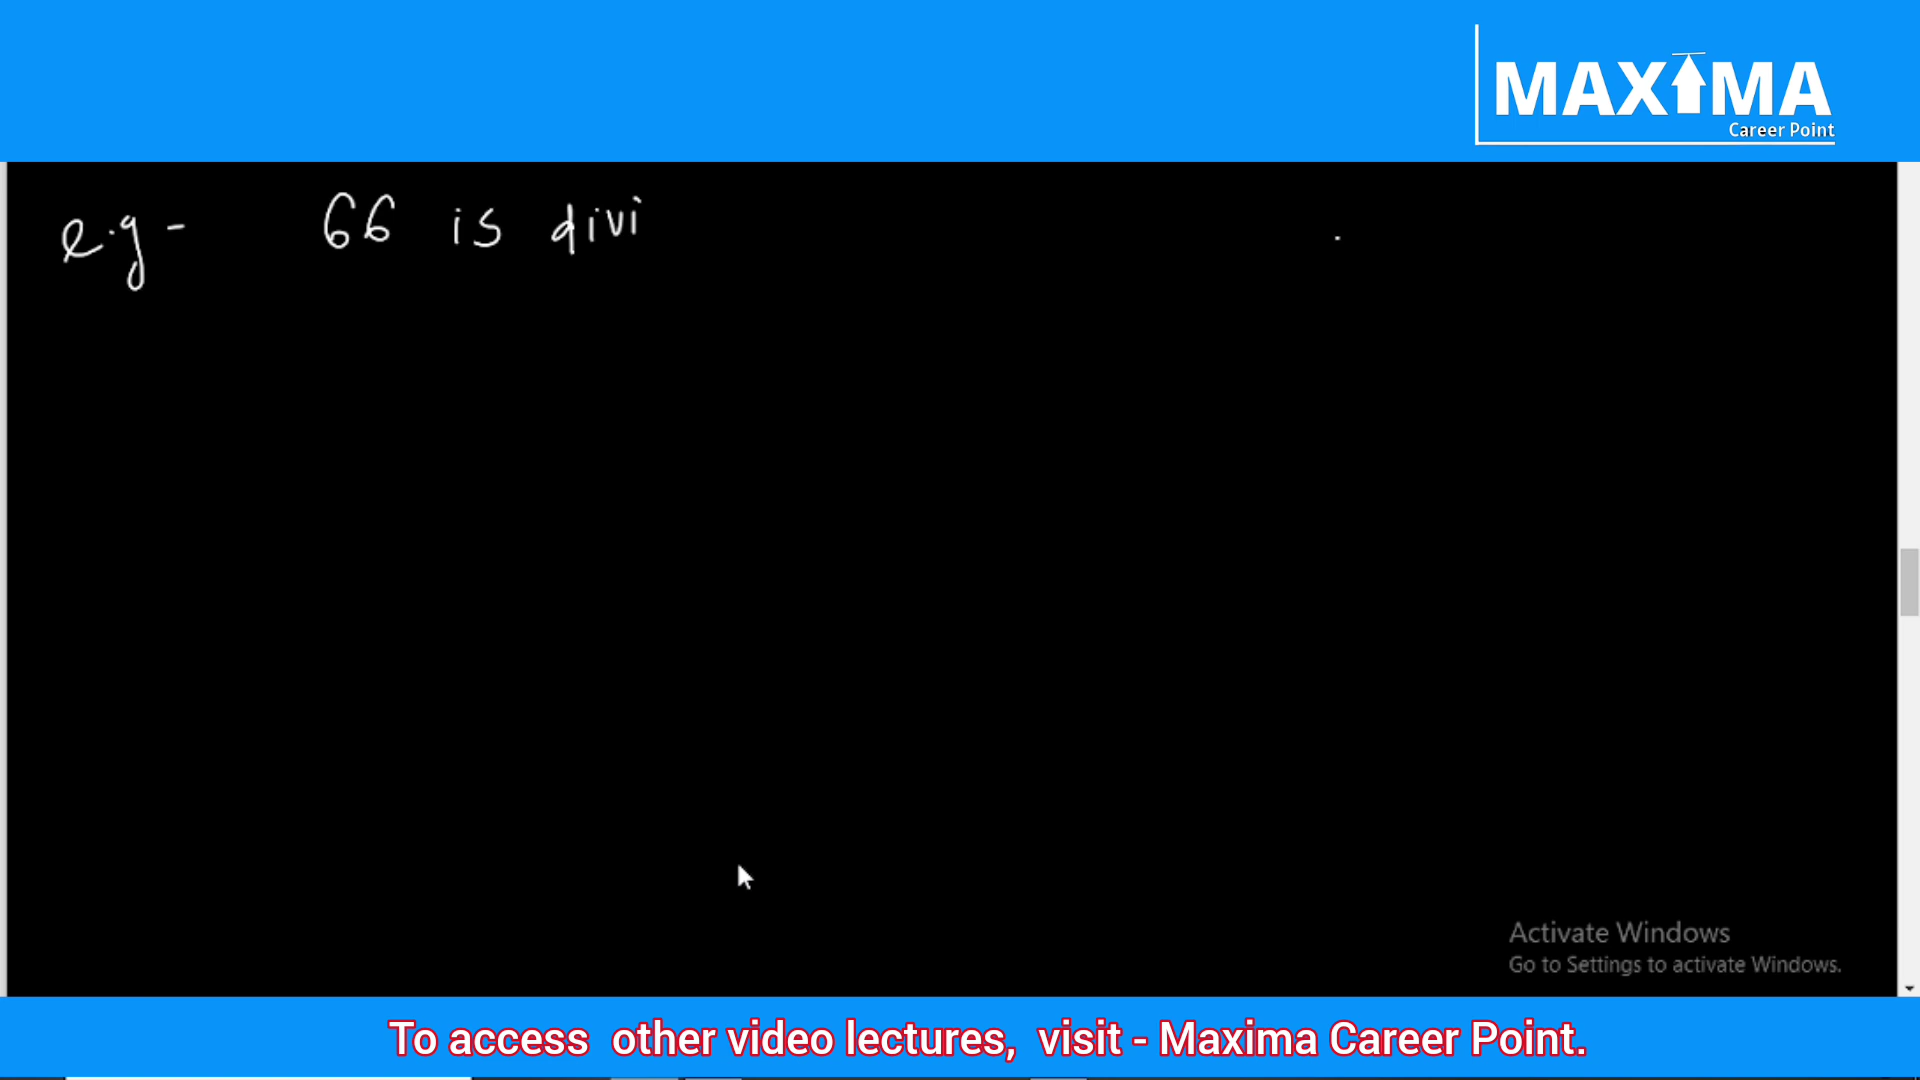 MAXIMA
Career Point
e.g - 66 is divi
Activate Windows
Go to Settings to activate Windows.
To access other video lectures, visit - Maxima Career Point.